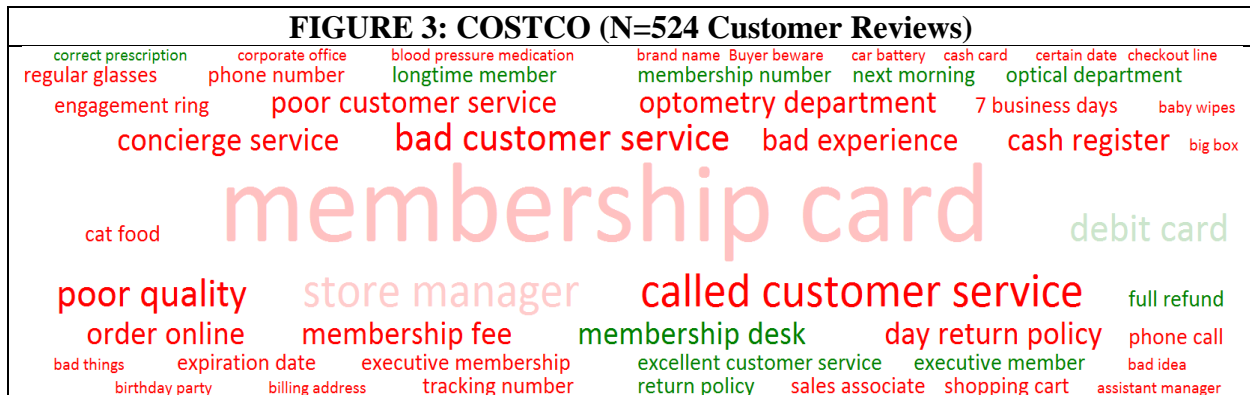 FIGURE 3: COSTCO (N=524 Customer Reviews)
correct prescription corporate office blood pressure medication brand name Buyer beware car battery cash card certain date checkout line
regular glasses phone number longtime member membership number next morning optical department
engagement ring poor customer service optometry department 7 business days baby wipes
concierge service bad customer service bad experience cash register big box
membership card
cat food debit card
poor quality store manager called customer service full refund
order online membership fee membership desk day return policy phone call
bad things expiration date executive membership excellent customer service executive member bad idea
birthday party billing address tracking number return policy sales associate shopping cart assistant manager